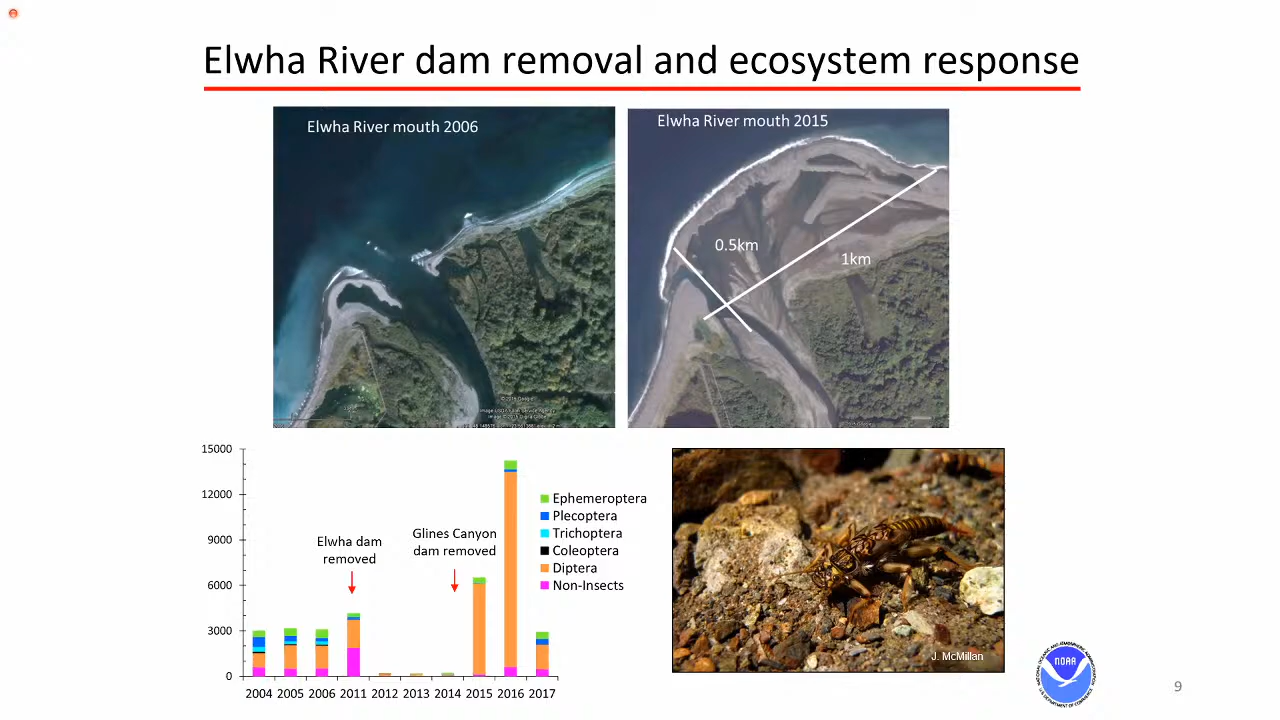 Elwha River dam removal and ecosystem response
Elwha River mouth 2006
Elwha River mouth 2015
0.5km
1km
15000
12000
9000
6000
3000
0
Elwha dam
removed
Glines Canyon
dam removed
Ephemeroptera
Plecoptera
Trichoptera
Coleoptera
Diptera
Non-Insects
2004 2005 2006 2011 2012 2013 2014 2015 2016 2017
J. McMillan
NOAA
9